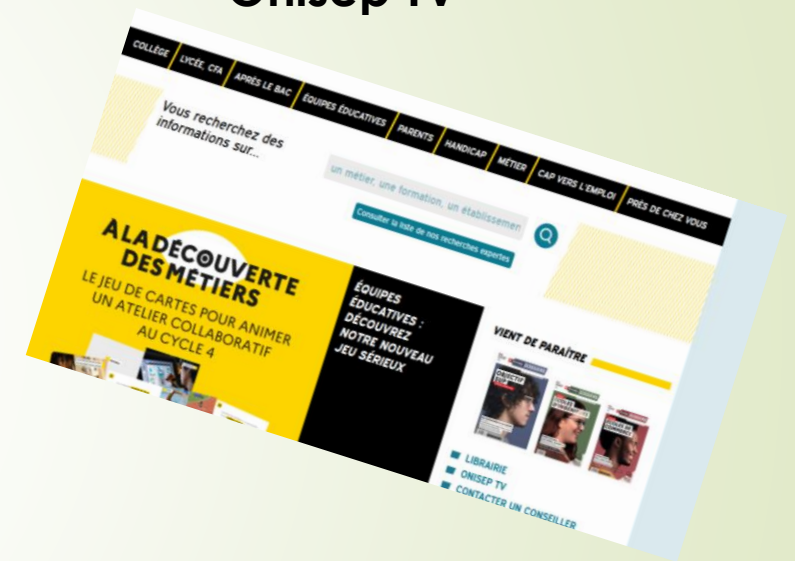 Onisep TV
COLLÈGE
LYCÉE, CFA
APRÈS LE BAC
ÉQUIPES ÉDUCATIVES
PARENTS
HANDICAP
MÉTIER
CAP VERS L'EMPLOI
PRÈS DE CHEZ VOUS
Vous recherchez des
informations sur...
un métier, une formation, un établissemen
Consulter la liste de nos recherches expertes
A LA DÉCOUVERTE
DES MÉTIERS
LE JEU DE CARTES POUR ANIMER
UN ATELIER COLLABORATIF
AU CYCLE 4
ÉQUIPES
ÉDUCATIVES :
DÉCOUVREZ
NOTRE NOUVEAU
JEU SÉRIEUX
VIENT DE PARAÎTRE
OBJECTIF
LIBRAIRIE
ONISEP TV
CONTACTER UN CONSEILLER